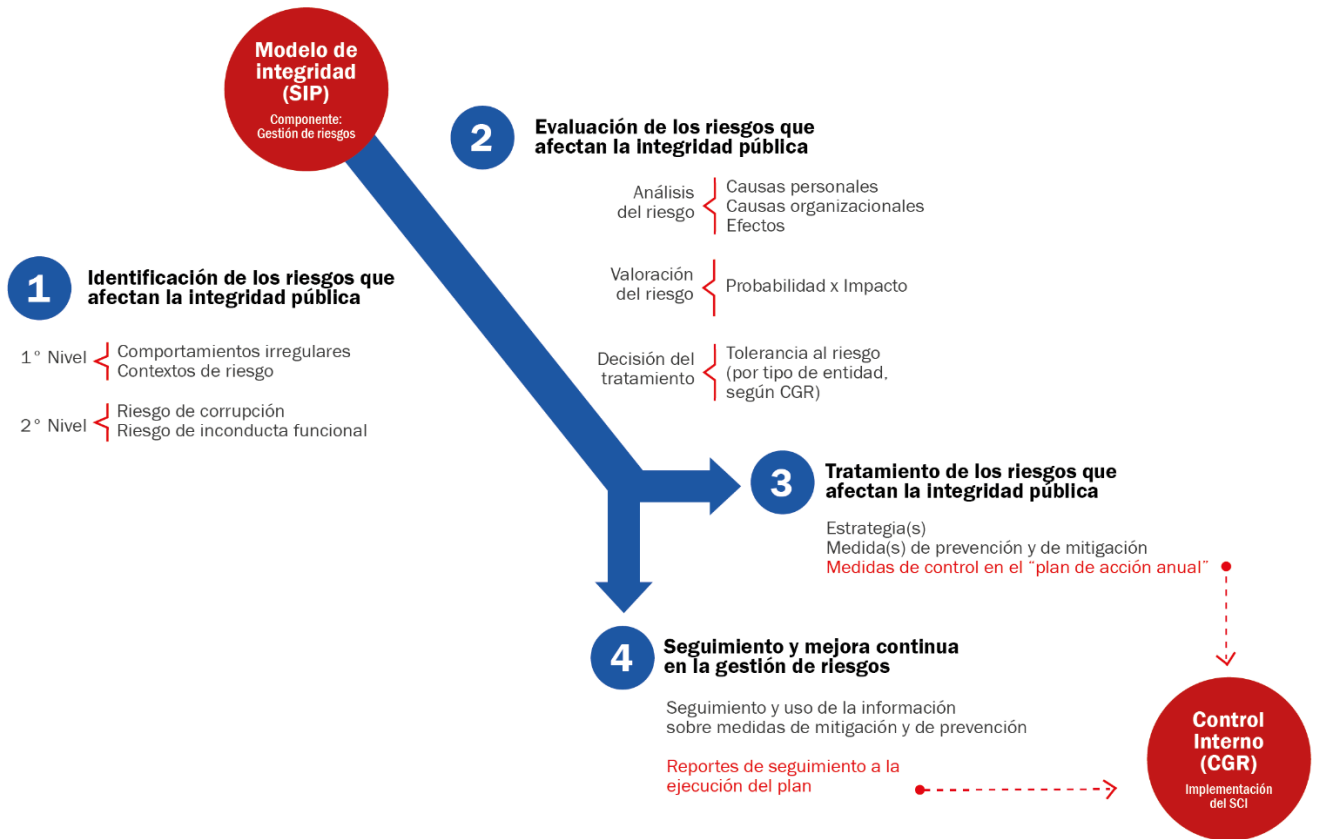 Modelo de
integridad
(SIP)
Componente:
Gestión de riesgos
1
Identificación de los riesgos que
afectan la integridad pública
1° Nivel
Comportamientos irregulares
Contextos de riesgo
2° Nivel
Riesgo de corrupción
Riesgo de inconducta funcional
2
Evaluación de los riesgos que
afectan la integridad pública
Análisis
del riesgo
Causas personales
Causas organizacionales
Efectos
Valoración
del riesgo
Probabilidad x Impacto
Decisión del
tratamiento
Tolerancia al riesgo
(por tipo de entidad,
según CGR)
3
Tratamiento de los riesgos que
afectan la integridad pública
Estrategia(s)
Medida(s) de prevención y de mitigación
Medidas de control en el “plan de acción anual”
4
Seguimiento y mejora continua
en la gestión de riesgos
Seguimiento y uso de la información
sobre medidas de mitigación y de prevención
Reportes de seguimiento a la
ejecución del plan
Control
Interno
(CGR)
Implementación
del SCI